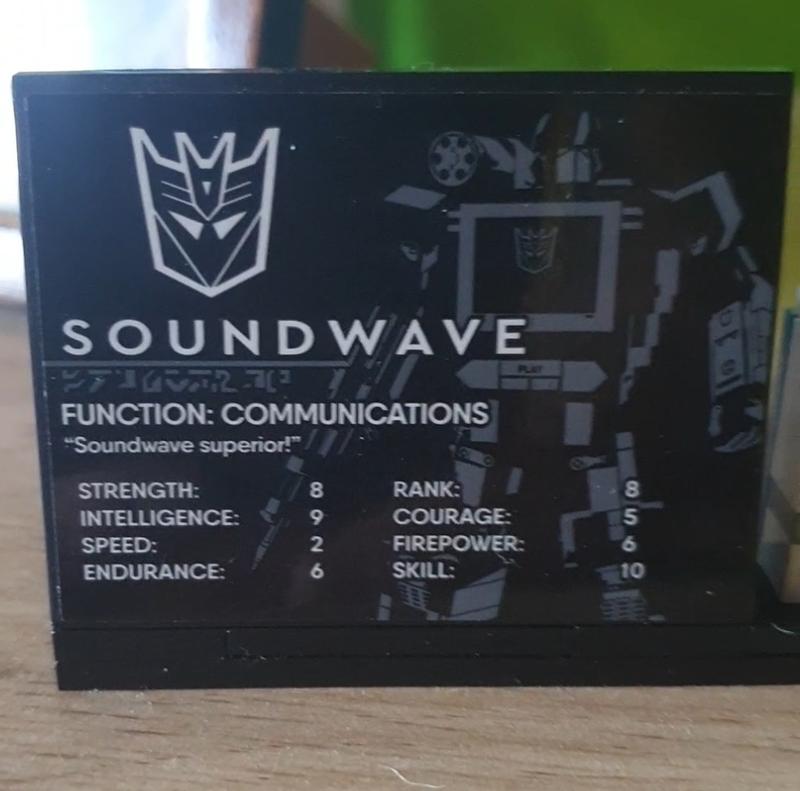 SOUNDWAVE
FUNCTION: COMMUNICATIONS
“Soundwave superior!”
STRENGTH: 8 RANK: 8
INTELLIGENCE: 9 COURAGE: 5
SPEED: 2 FIREPOWER: 6
ENDURANCE: 6 SKILL: 10
PLAY